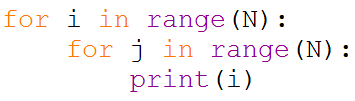 for i in range(N):
    for j in range(N):
        print(i)